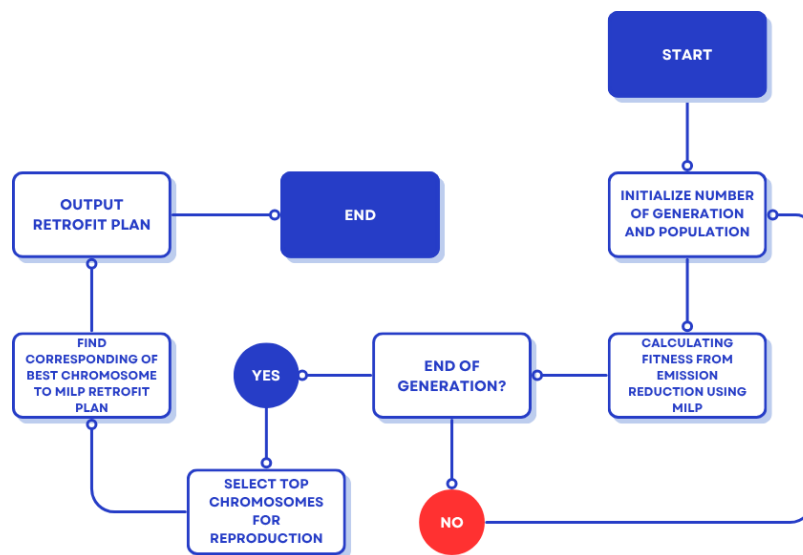 START
INITIALIZE NUMBER
OF GENERATION
AND POPULATION
CALCULATING
FITNESS FROM
EMISSION
REDUCTION USING
MILP
END OF
GENERATION?
YES
NO
SELECT TOP
CHROMOSOMES
FOR
REPRODUCTION
FIND
CORRESPONDING OF
BEST CHROMOSOME
TO MILP RETROFIT
PLAN
OUTPUT
RETROFIT PLAN
END